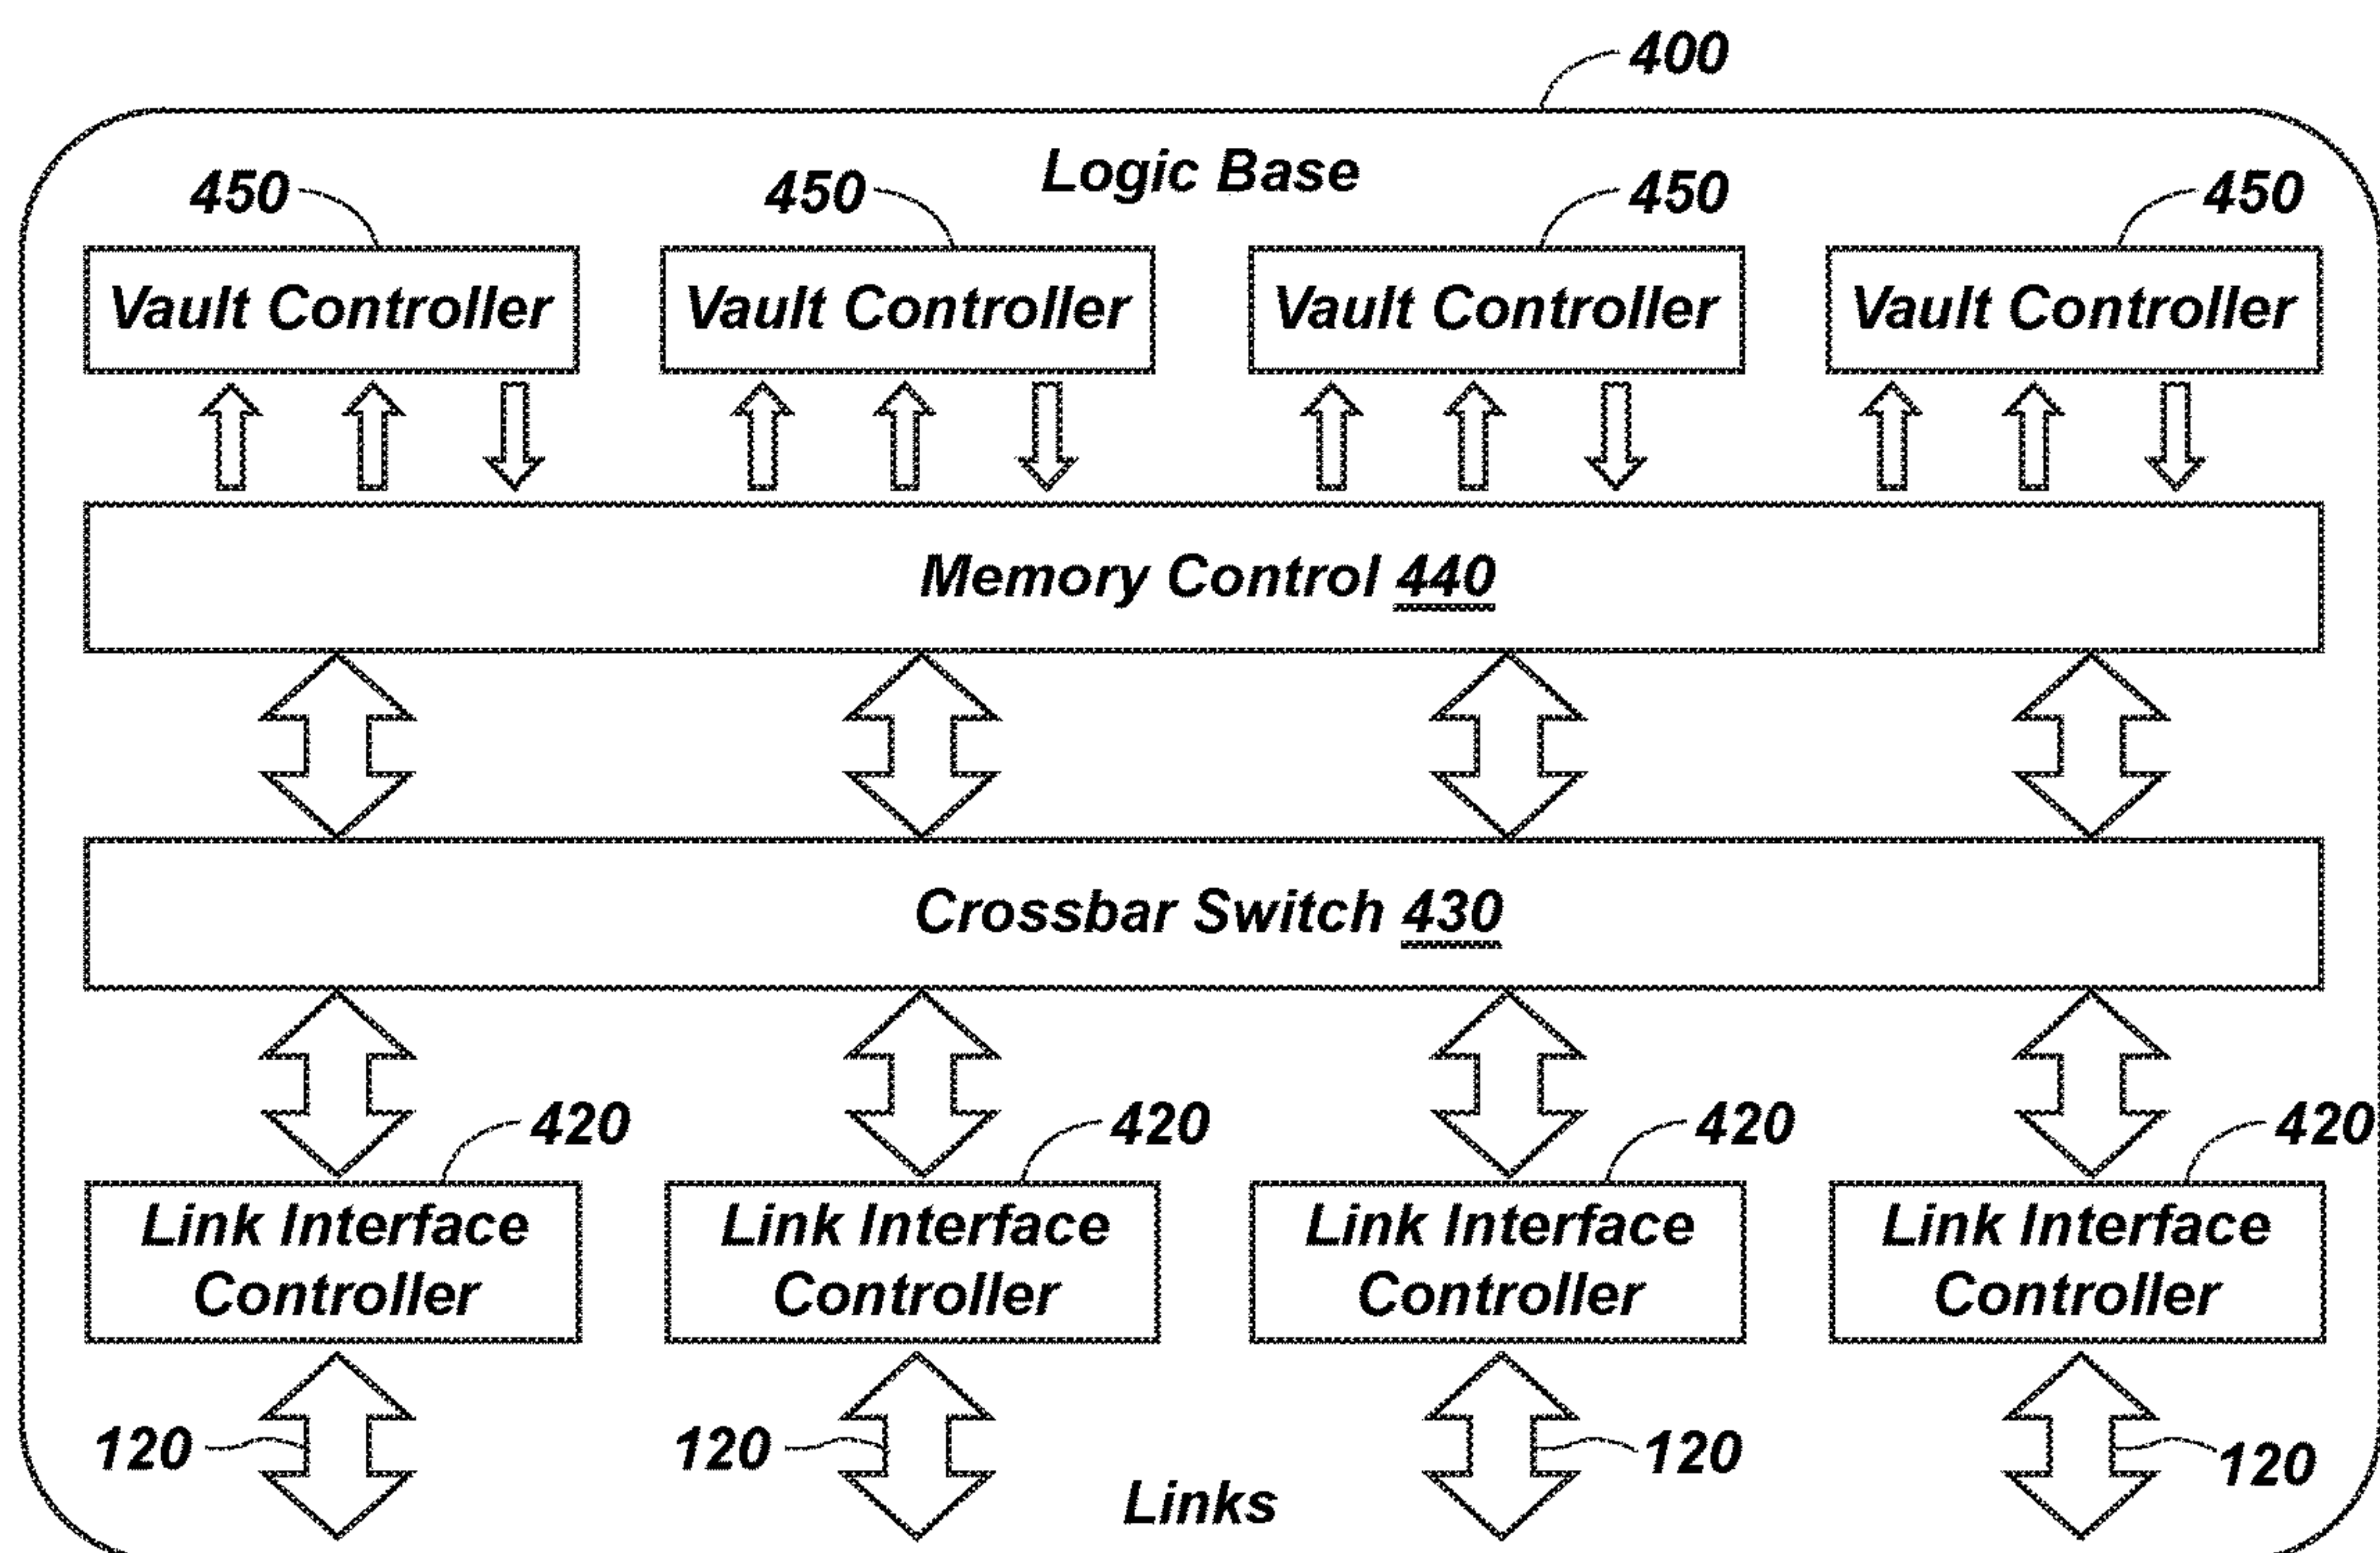 400
Logic Base
450 450 450 450
Vault Controller Vault Controller Vault Controller Vault Controller
Memory Control 440
Crossbar Switch 430
420 420 420 420
Link Interface Controller
Link Interface Controller
Link Interface Controller
Link Interface Controller
120 120 120 120
Links